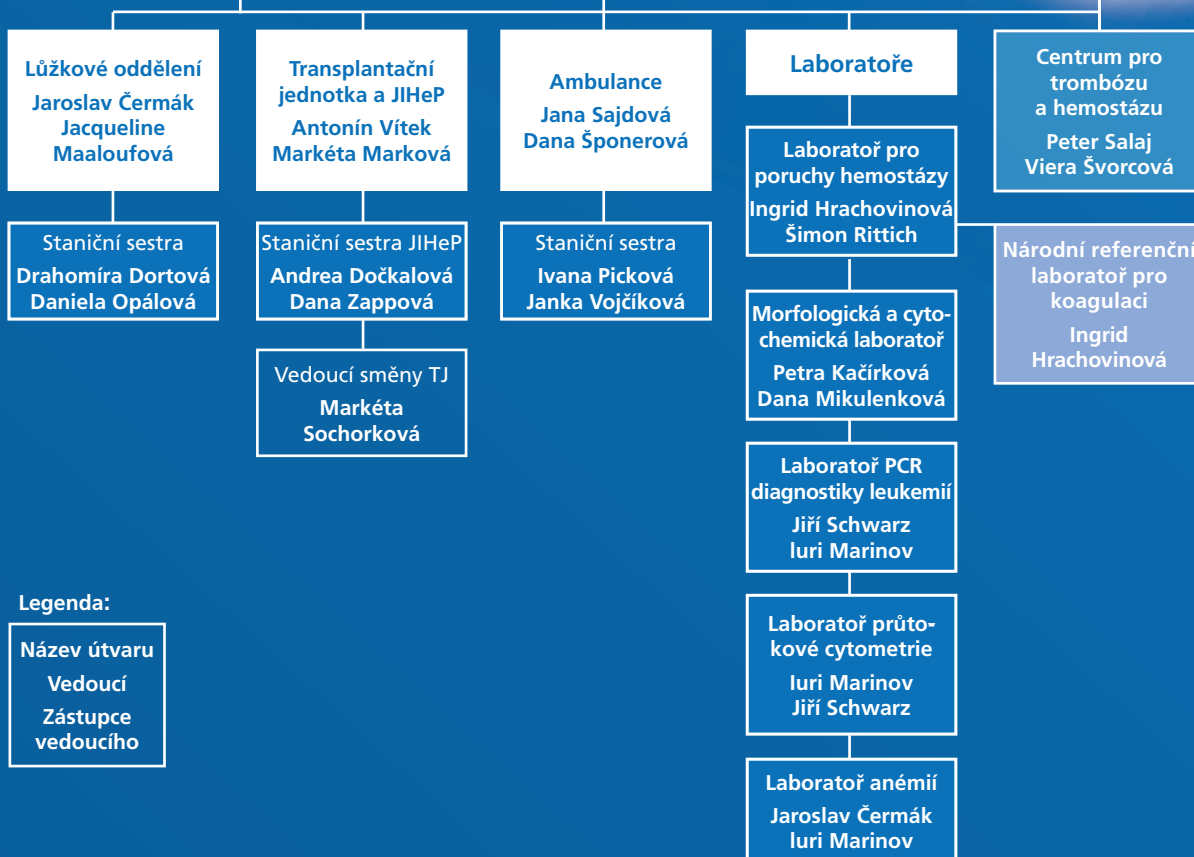 Lůžkové oddělení
Jaroslav Čermák
Jacqueline
Maaloufová
Staniční sestra
Drahomíra Dortová
Daniela Opálová
Transplantační
jednotka a JIHeP
Antonín Vítek
Markéta Marková
Staniční sestra JIHeP
Andrea Dočkalová
Dana Zappová
Vedoucí směny TJ
Markéta
Sochorková
Ambulance
Jana Sajdová
Dana Šponerová
Staniční sestra
Ivana Picková
Janka Vojčíková
Laboratoře
Laboratoř pro
poruchy hemostázy
Ingrid Hrachovinová
Šimon Rittich
Morfologická a cyto-
chemická laboratoř
Petra Kačírková
Dana Mikulenková
Laboratoř PCR
diagnostiky leukemií
Jiří Schwarz
Iuri Marinov
Laboratoř průto-
kové cytometrie
Iuri Marinov
Jiří Schwarz
Laboratoř anémií
Jaroslav Čermák
Iuri Marinov
Centrum pro
trombózu
a hemostázu
Peter Salaj
Viera Švorcová
Národní referenční
laboratoř pro
koagulaci
Ingrid
Hrachovinová
Legenda:
Název útvaru
Vedoucí
Zástupce
vedoucího